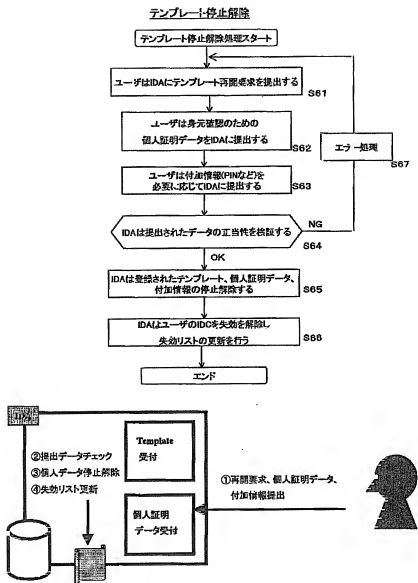 テンプレート停止解除
テンプレート停止解除処理スタート
ユーザはIDAにテンプレート再開要求を提出する
S61
ユーザは身元確認のための
個人証明データをIDAに提出する
S62
エラー処理
S67
ユーザは付加情報(PINなど)を
必要に応じてIDAに提出する
S63
IDAは提出されたデータの正当性を検証する
NG
S64
OK
IDAは登録されたテンプレート、個人証明データ、
付加情報の停止解除する
S65
IDAはユーザのIDCを失効を解除し
失効リストの更新を行う
S66
エンド
IDA
Template
受付
②提出データチェック
③個人データ停止解除
④失効リスト更新
①再開要求、個人証明データ、
付加情報提出
個人証明
データ受付